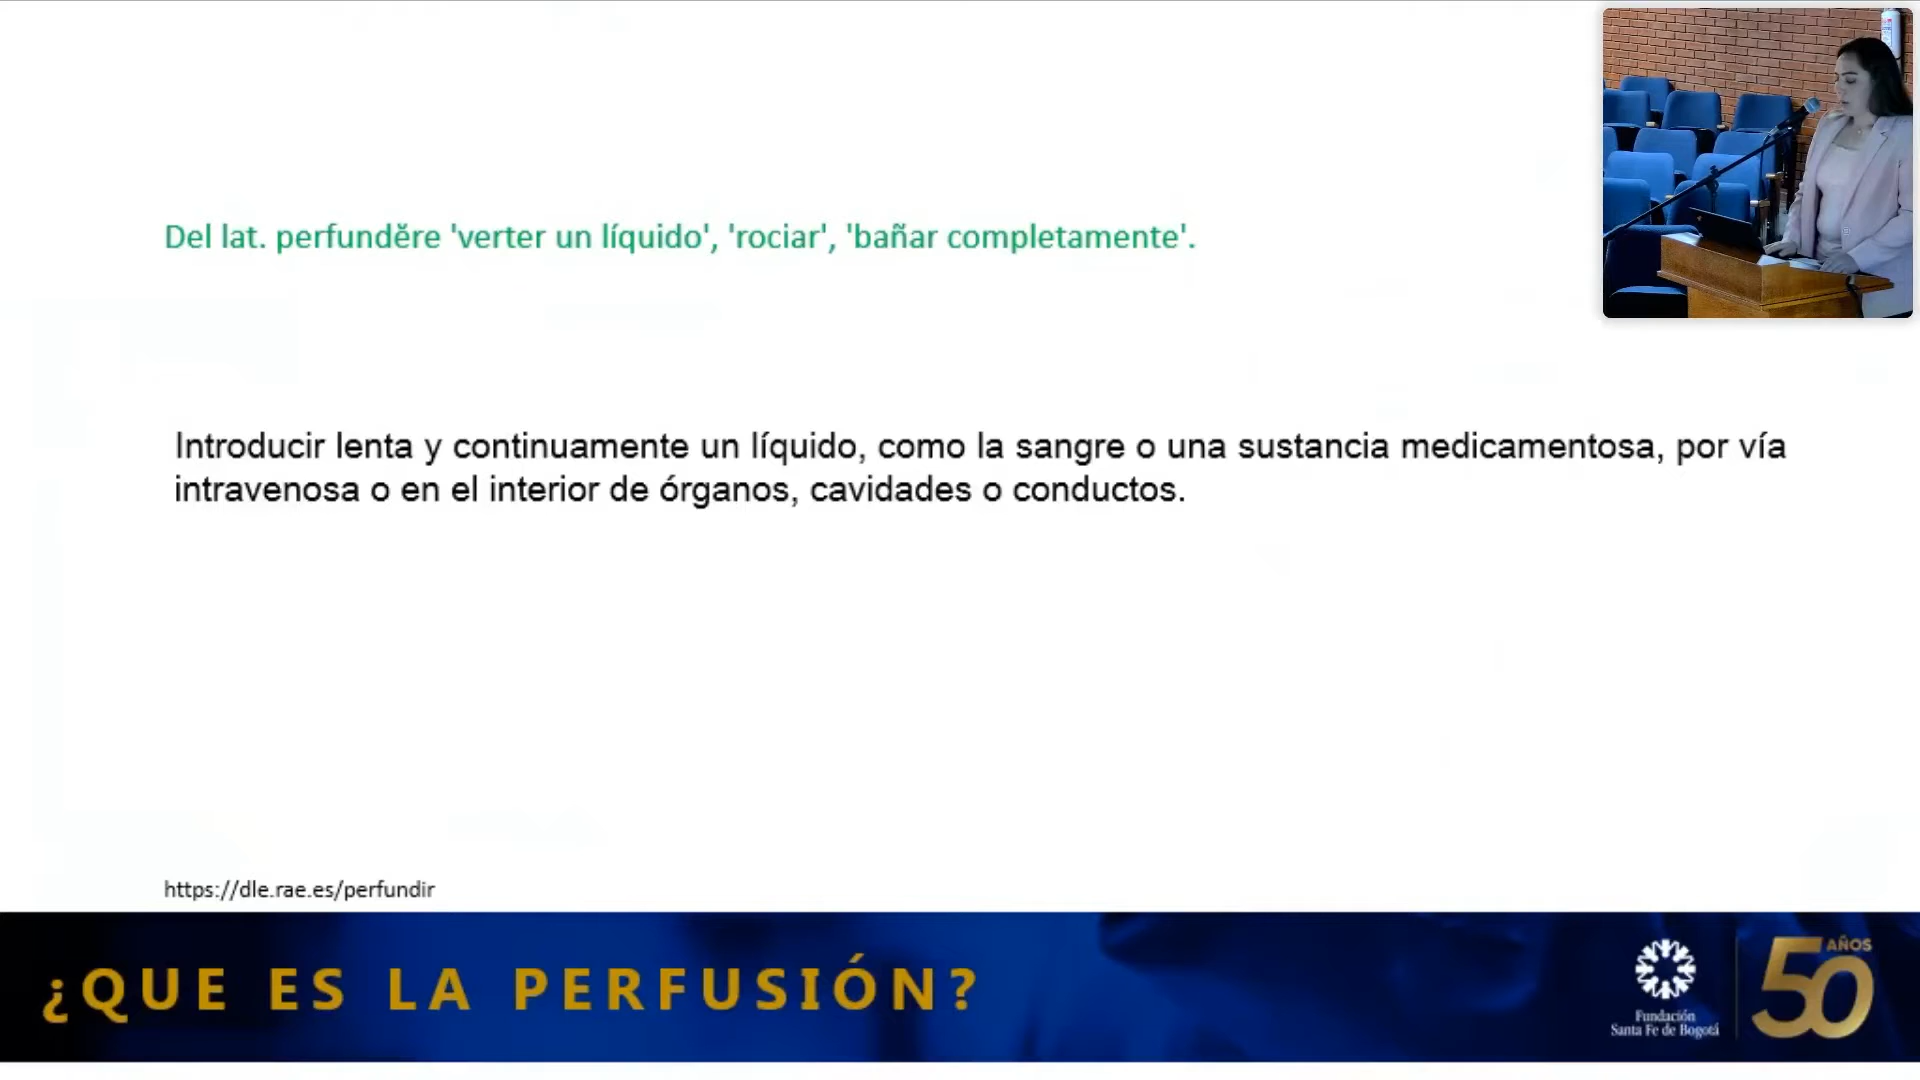 Del lat. perfundĕre 'verter un líquido', 'rociar', 'bañar completamente'.
Introducir lenta y continuamente un líquido, como la sangre o una sustancia medicamentosa, por vía
intravenosa o en el interior de órganos, cavidades o conductos.
https://dle.rae.es/perfundir
¿QUE ES LA PERFUSIÓN?
Fundación
Santa Fe de Bogotá
50 AÑOS